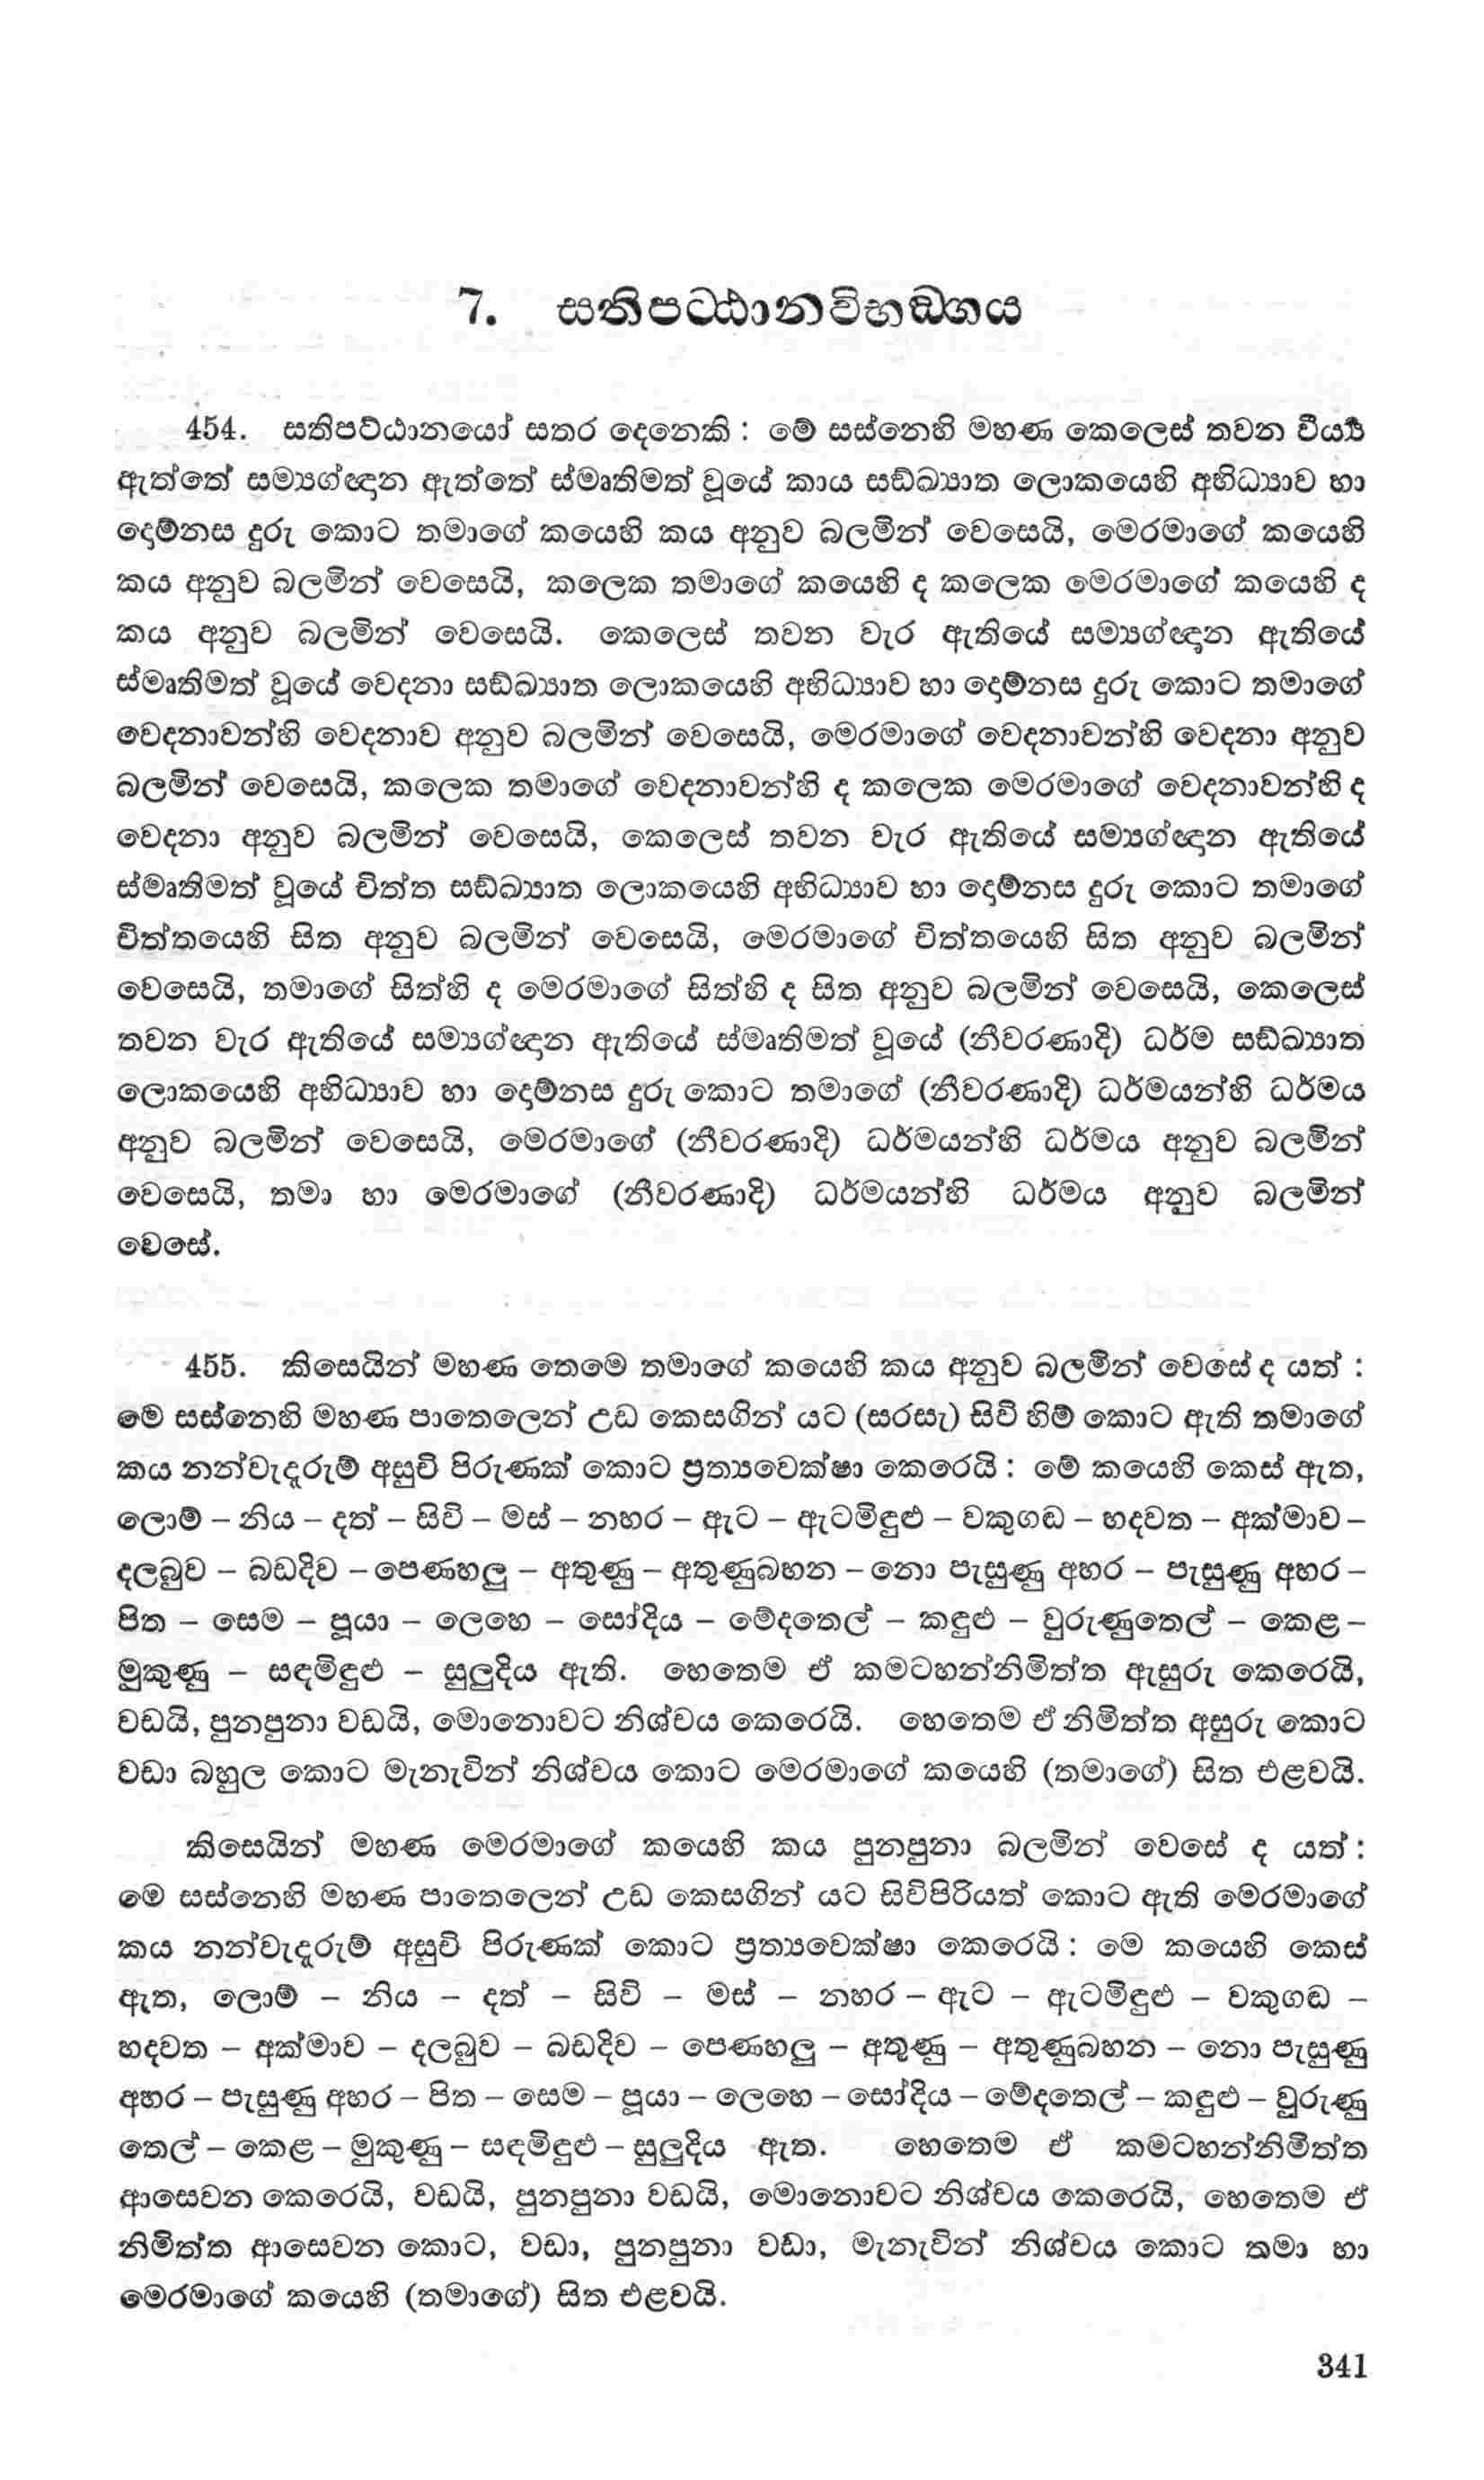 7. සතිපට්ඨානවිභඞ්ගය
454. සතිපට්ඨානයෝ සතර දෙනෙකි : මේ සස්නෙහි මහණ කෙලෙස් තවන වීර්‍ය්‍ය
ඇත්තේ සම්‍යග්ඥාන ඇත්තේ ස්මෘතිමත් වූයේ කාය සඞ්ඛ්‍යාත ලොකයෙහි අභිධ්‍යාව හා
දොම්නස දුරු කොට තමාගේ කයෙහි කය අනුව බලමින් වෙසෙයි, මෙරමාගේ කයෙහි
කය අනුව බලමින් වෙසෙයි, කලෙක තමාගේ කයෙහි ද කලෙක මෙරමාගේ කයෙහි ද
කය අනුව බලමින් වෙසෙයි. කෙලෙස් තවන වැර ඇතියේ සම්‍යග්ඥාන ඇතියේ
ස්මෘතිමත් වූයේ වෙදනා සඞ්ඛ්‍යාත ලොකයෙහි අභිධ්‍යාව හා දොම්නස දුරු කොට තමාගේ
වෙදනාවන්හි වෙදනාව අනුව බලමින් වෙසෙයි, මෙරමාගේ වෙදනාවන්හි වෙදනා අනුව
බලමින් වෙසෙයි, කලෙක තමාගේ වෙදනාවන්හි ද කලෙක මෙරමාගේ වෙදනාවන්හි ද
වෙදනා අනුව බලමින් වෙසෙයි, කෙලෙස් තවන වැර ඇතියේ සම්‍යග්ඥාන ඇතියේ
ස්මෘතිමත් වූයේ චිත්ත සඞ්ඛ්‍යාත ලොකයෙහි අභිධ්‍යාව හා දොම්නස දුරු කොට තමාගේ
චිත්තයෙහි සිත අනුව බලමින් වෙසෙයි, මෙරමාගේ චිත්තයෙහි සිත අනුව බලමින්
වෙසෙයි, තමාගේ සිත්හි ද මෙරමාගේ සිත්හි ද සිත අනුව බලමින් වෙසෙයි, කෙලෙස්
තවන වැර ඇතියේ සම්‍යග්ඥාන ඇතියේ ස්මෘතිමත් වූයේ (නීවරණාදි) ධර්ම සඞ්ඛ්‍යාත
ලොකයෙහි අභිධ්‍යාව හා දොම්නස දුරු කොට තමාගේ (නීවරණාදි) ධර්මයන්හි ධර්මය
අනුව බලමින් වෙසෙයි, මෙරමාගේ (නීවරණාදි) ධර්මයන්හි ධර්මය අනුව බලමින්
වෙසෙයි, තමා හා මෙරමාගේ (නීවරණාදි) ධර්මයන්හි ධර්මය අනුව බලමින්
වෙසේ.
455. කිසෙයින් මහණ තෙමෙ තමාගේ කයෙහි කය අනුව බලමින් වෙසේ ද යත් :
මෙ සස්නෙහි මහණ පාතෙලෙන් උඩ කෙසගින් යට (සරසැ) සිවි හිම් කොට ඇති තමාගේ
කය නන්වැදෑරුම් අසුචි පිරුණක් කොට ප්‍රත්‍යවෙක්ෂා කෙරෙයි : මේ කයෙහි කෙස් ඇත,
ලොම් – නිය – දත් – සිවි – මස් – නහර – ඇට – ඇටමිඳුළු – වකුගඩ – හදවත – අක්මාව –
දලබුව – බඩදිව – පෙණහලු – අතුණු – අතුණුබහන – නො පැසුණු අහර – පැසුණු අහර –
පිත – සෙම – පූයා – ලෙහෙ – සෝදිය – මේදතෙල් – කඳුළු – වුරුණුතෙල් – කෙළ –
මුකුණු – සඳමිඳුළු – සුලුදිය ඇති. හෙතෙම ඒ කමටහන්නිමිත්ත ඇසුරු කෙරෙයි,
වඩයි, පුනපුනා වඩයි, මොනොවට නිශ්චය කෙරෙයි. හෙතෙම ඒ නිමිත්ත අසුරු කොට
වඩා බහුල කොට මැනැවින් නිශ්චය කොට මෙරමාගේ කයෙහි (තමාගේ) සිත එළවයි.
කිසෙයින් මහණ මෙරමාගේ කයෙහි කය පුනපුනා බලමින් වෙසේ ද යත් :
මෙ සස්නෙහි මහණ පාතෙලෙන් උඩ කෙසගින් යට සිවිපිරියත් කොට ඇති මෙරමාගේ
කය නන්වැදෑරුම් අසුචි පිරුණක් කොට ප්‍රත්‍යවෙක්ෂා කෙරෙයි : මෙ කයෙහි කෙස්
ඇත, ලොම් – නිය – දත් – සිවි – මස් – නහර – ඇට – ඇටමිඳුළු – වකුගඩ –
හදවත – අක්මාව – දලබුව – බඩදිව – පෙණහලු – අතුණු – අතුණුබහන – නො පැසුණු
අහර – පැසුණු අහර – පිත – සෙම – පූයා – ලෙහෙ – සෝදිය – මේදතෙල් – කඳුළු – වුරුණු
තෙල් – කෙළ – මුකුණු – සඳමිඳුළු – සුලුදිය ඇත. හෙතෙම ඒ කමටහන්නිමිත්ත
ආසෙවන කෙරෙයි, වඩයි, පුනපුනා වඩයි, මොනොවට නිශ්චය කෙරෙයි, හෙතෙම ඒ
නිමිත්ත ආසෙවන කොට, වඩා, පුනපුනා වඩා, මැනැවින් නිශ්චය කොට තමා හා
මෙරමාගේ කයෙහි (තමාගේ) සිත එළවයි.
341